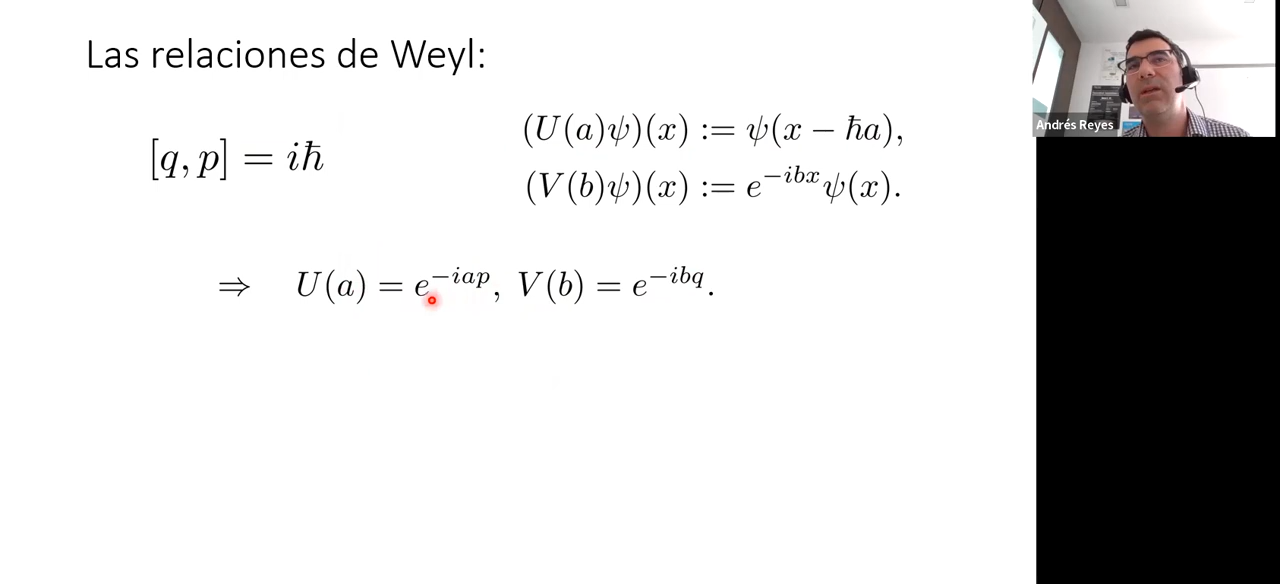 Las relaciones de Weyl:
[q, p] = iħ
(U(a)ψ)(x) := ψ(x − ħa),
(V(b)ψ)(x) := e^{−ibx}ψ(x).
⇒ U(a) = e^{−iap}, V(b) = e^{−ibq}.
Andrés Reyes